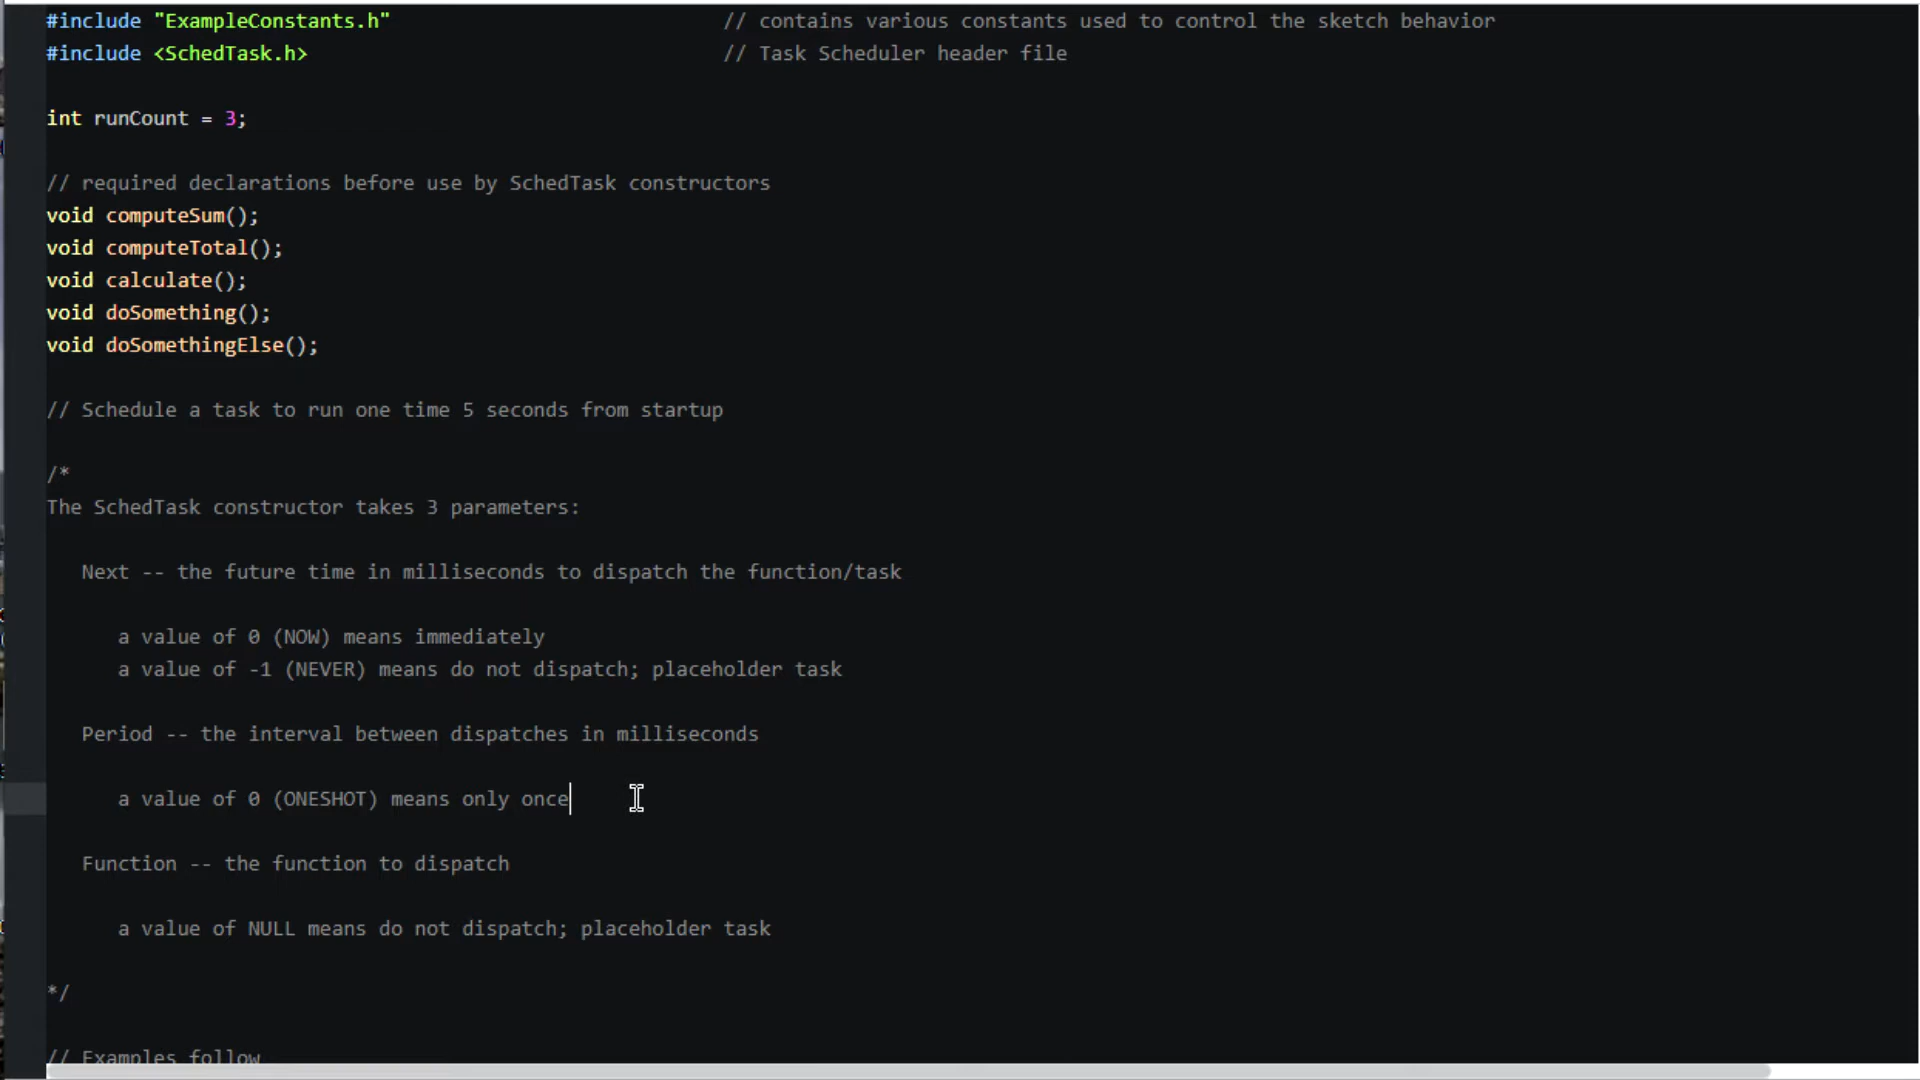 #include "ExampleConstants.h" // contains various constants used to control the sketch behavior
#include <SchedTask.h> // Task Scheduler header file
int runCount = 3;
// required declarations before use by SchedTask constructors
void computeSum();
void computeTotal();
void calculate();
void doSomething();
void doSomethingElse();
// Schedule a task to run one time 5 seconds from startup
/*
The SchedTask constructor takes 3 parameters:
Next -- the future time in milliseconds to dispatch the function/task
a value of 0 (NOW) means immediately
a value of -1 (NEVER) means do not dispatch; placeholder task
Period -- the interval between dispatches in milliseconds
a value of 0 (ONESHOT) means only once
Function -- the function to dispatch
a value of NULL means do not dispatch; placeholder task
*/
// Examples follow